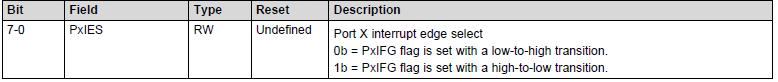 Bit Field Type Reset Description
7-0 PxIES RW Undefined Port X interrupt edge select
0b = PxIFG flag is set with a low-to-high transition.
1b = PxIFG flag is set with a high-to-low transition.